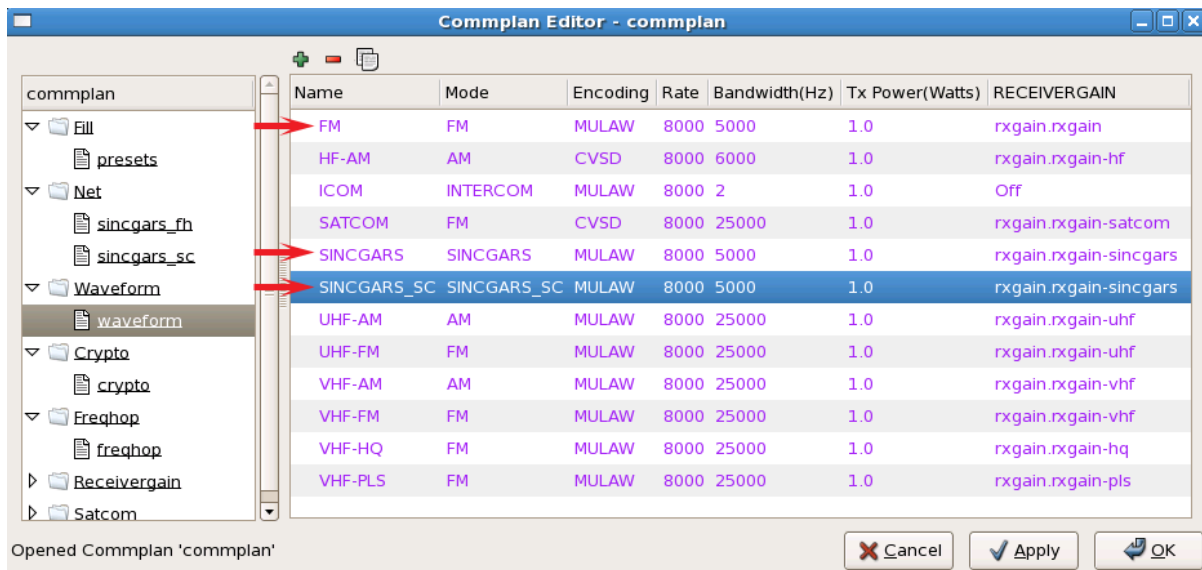 Commplan Editor - commplan
commplan
Fill
presets
Net
sincgars_fh
sincgars_sc
Waveform
waveform
Crypto
crypto
Freqhop
freqhop
Receivergain
Satcom
Name Mode Encoding Rate Bandwidth(Hz) Tx Power(Watts) RECEIVERGAIN
FM FM MULAW 8000 5000 1.0 rxgain.rxgain
HF-AM AM CVSD 8000 6000 1.0 rxgain.rxgain-hf
ICOM INTERCOM MULAW 8000 2 1.0 Off
SATCOM FM CVSD 8000 25000 1.0 rxgain.rxgain-satcom
SINCGARS SINCGARS MULAW 8000 5000 1.0 rxgain.rxgain-sincgars
SINCGARS_SC SINCGARS_SC MULAW 8000 5000 1.0 rxgain.rxgain-sincgars
UHF-AM AM MULAW 8000 25000 1.0 rxgain.rxgain-uhf
UHF-FM FM MULAW 8000 25000 1.0 rxgain.rxgain-uhf
VHF-AM AM MULAW 8000 25000 1.0 rxgain.rxgain-vhf
VHF-FM FM MULAW 8000 25000 1.0 rxgain.rxgain-vhf
VHF-HQ FM MULAW 8000 25000 1.0 rxgain.rxgain-hq
VHF-PLS FM MULAW 8000 25000 1.0 rxgain.rxgain-pls
Opened Commplan 'commplan'
Cancel Apply OK